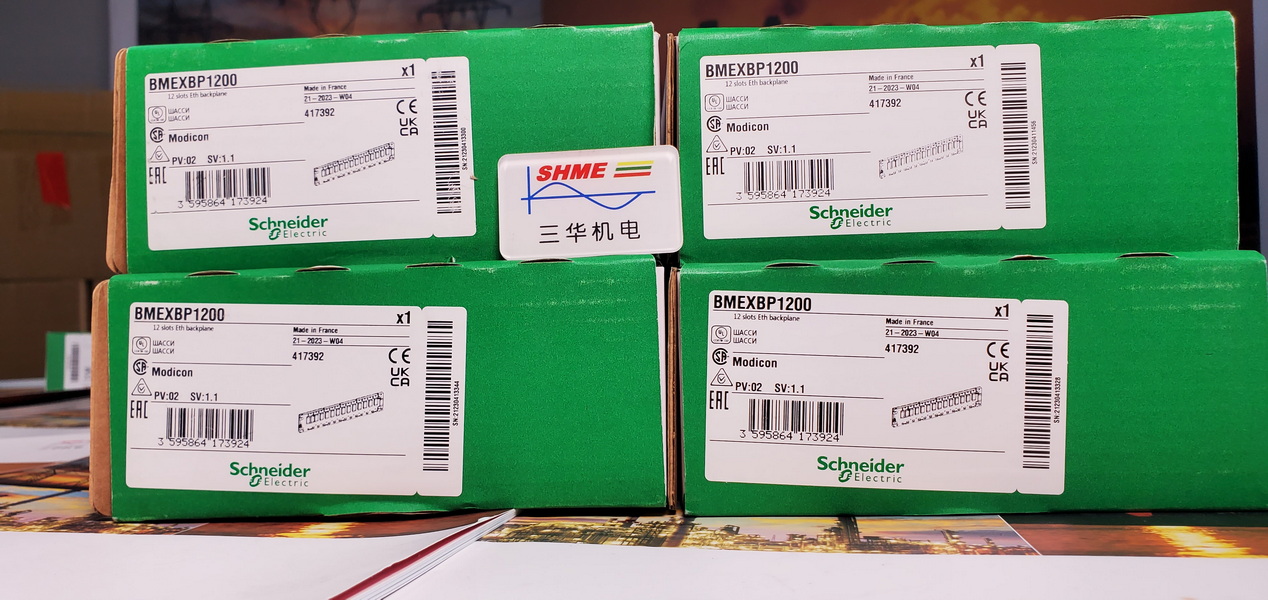 BMEXBP1200
x1
12 slots Eth backplane
Made in France
21-2023-W04
ШАССИ
ШАССИ
417392
CE
UK
CA
Modicon
PV:02 SV:1.1
EAC
3 595864 173924
Schneider
Electric
SN:21230413300
SHME
三华机电
BMEXBP1200
x1
12 slots Eth backplane
Made in France
21-2023-W04
ШАССИ
ШАССИ
417392
CE
UK
CA
Modicon
PV:02 SV:1.1
EAC
3 595864 173924
Schneider
Electric
BMEXBP1200
x1
12 slots Eth backplane
Made in France
21-2023-W04
ШАССИ
ШАССИ
417392
CE
UK
CA
Modicon
PV:02 SV:1.1
EAC
3 595864 173924
Schneider
Electric
SN:21230413344
BMEXBP1200
x1
12 slots Eth backplane
Made in France
21-2023-W04
ШАССИ
ШАССИ
417392
CE
UK
CA
Modicon
PV:02 SV:1.1
EAC
3 595864 173924
Schneider
Electric
SN:21230413328